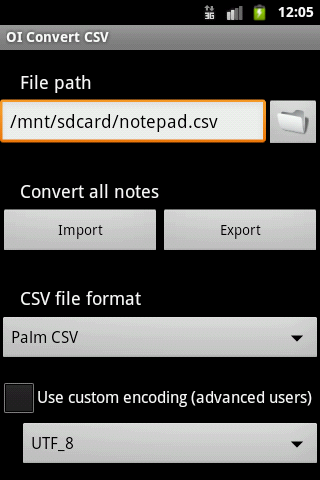 3G 12:05
OI Convert CSV
File path
/mnt/sdcard/notepad.csv
Convert all notes
Import Export
CSV file format
Palm CSV
Use custom encoding (advanced users)
UTF_8